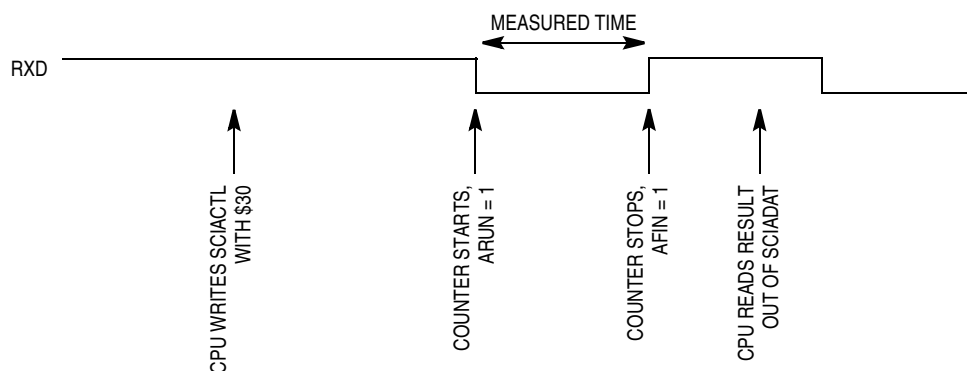 MEASURED TIME
RXD
CPU WRITES SCIACTL
WITH $30
COUNTER STARTS,
ARUN = 1
COUNTER STOPS,
AFIN = 1
CPU READS RESULT
OUT OF SCIADAT